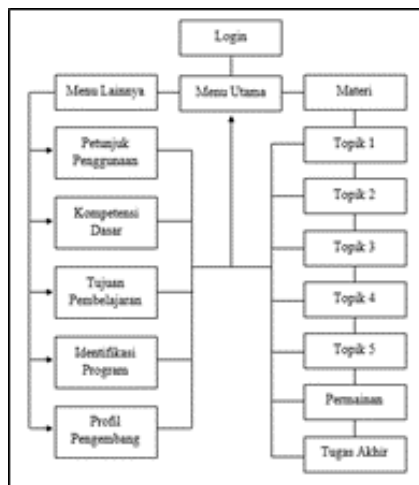 Login
Menu Lainnya
Menu Utama
Materi
Petunjuk
Penggunaan
Kompetensi
Dasar
Tujuan
Pembelajaran
Identifikasi
Program
Profil
Pengembang
Topik 1
Topik 2
Topik 3
Topik 4
Topik 5
Permainan
Tugas Akhir